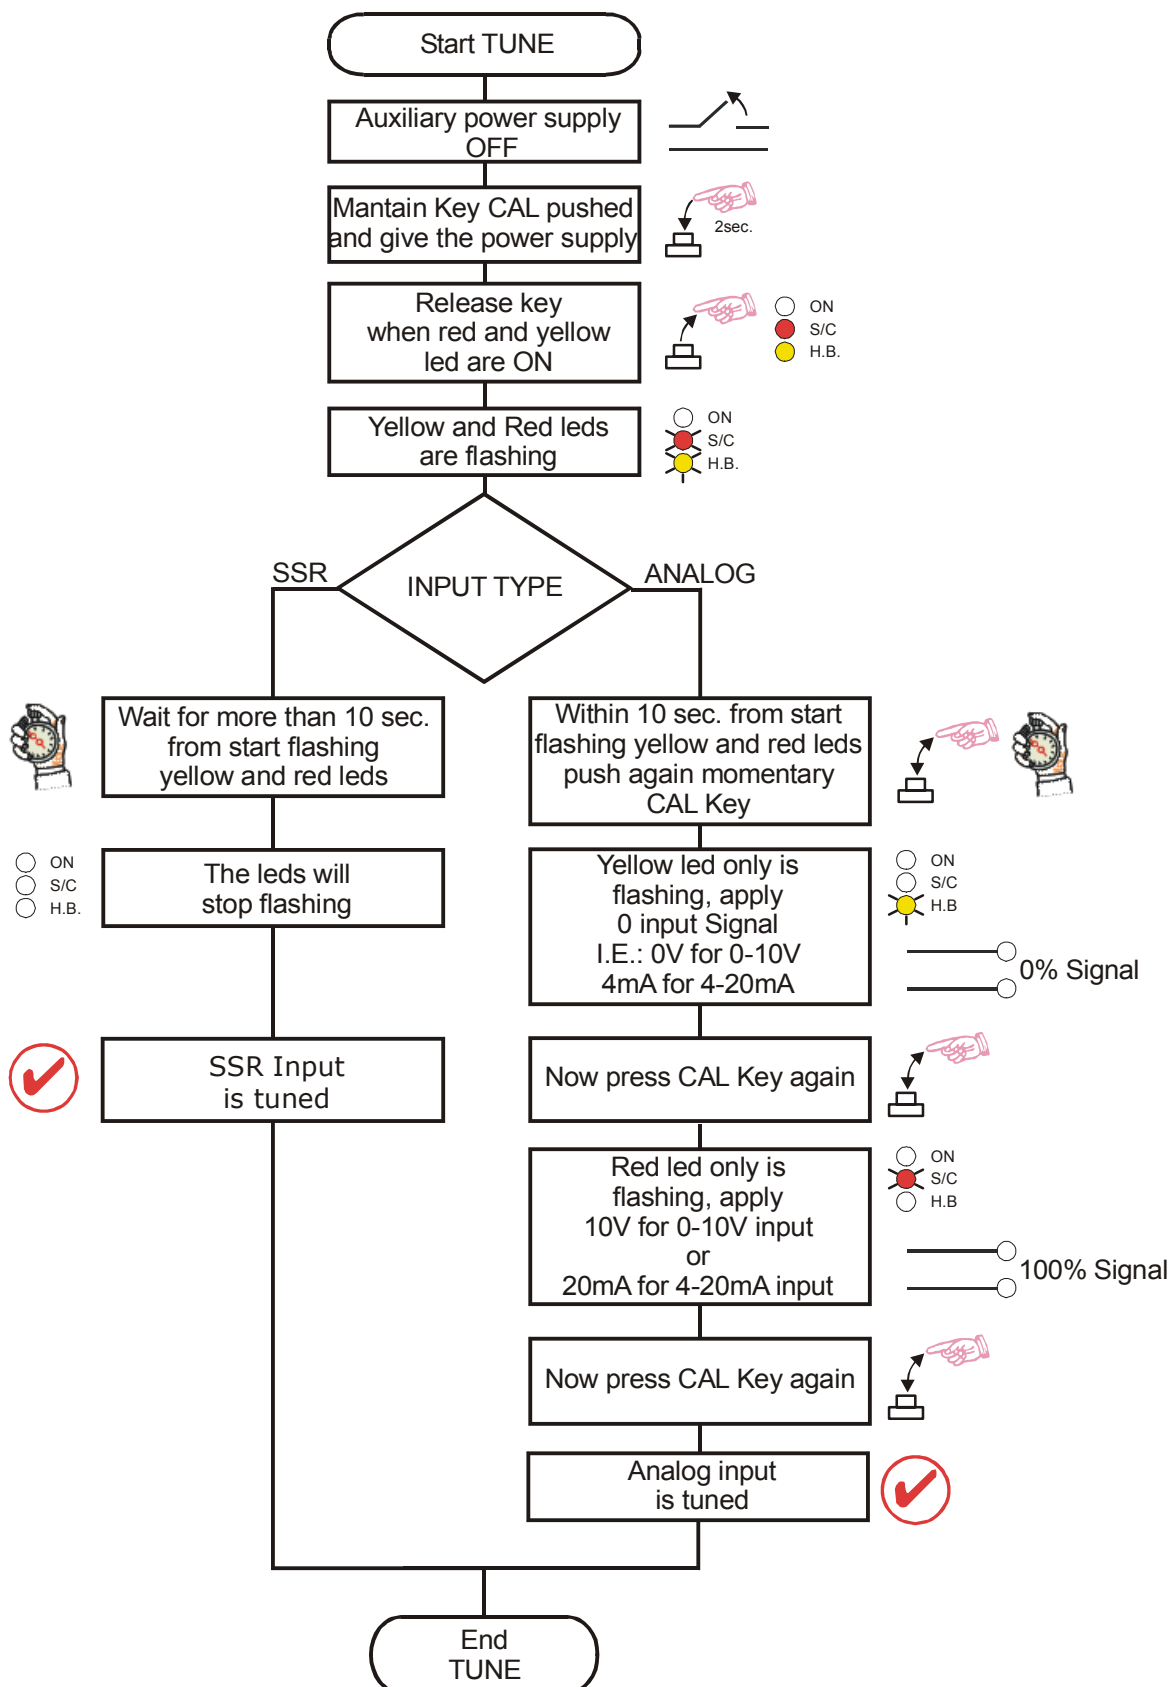 Start TUNE
Auxiliary power supply
OFF
Mantain Key CAL pushed
and give the power supply
2sec.
Release key
when red and yellow
led are ON
ON
S/C
H.B.
Yellow and Red leds
are flashing
ON
S/C
H.B.
SSR
INPUT TYPE
ANALOG
Wait for more than 10 sec.
from start flashing
yellow and red leds
ON
S/C
H.B.
The leds will
stop flashing
SSR Input
is tuned
Within 10 sec. from start
flashing yellow and red leds
push again momentary
CAL Key
Yellow led only is
flashing, apply
0 input Signal
I.E.: 0V for 0-10V
4mA for 4-20mA
ON
S/C
H.B
0% Signal
Now press CAL Key again
Red led only is
flashing, apply
10V for 0-10V input
or
20mA for 4-20mA input
ON
S/C
H.B
100% Signal
Now press CAL Key again
Analog input
is tuned
End
TUNE